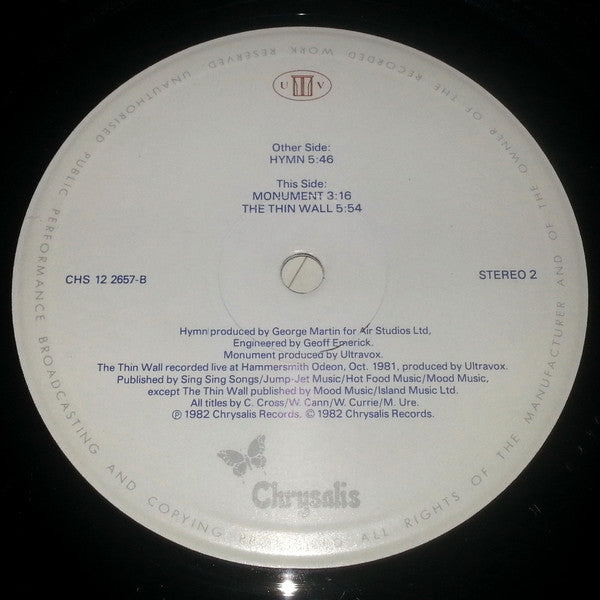 U V
Other Side:
HYMN 5:46
This Side:
MONUMENT 3:16
THE THIN WALL 5:54
CHS 12 2657-B
STEREO 2
Hymn produced by George Martin for Air Studios Ltd,
Engineered by Geoff Emerick.
Monument produced by Ultravox.
The Thin Wall recorded live at Hammersmith Odeon, Oct. 1981, produced by Ultravox.
Published by Sing Sing Songs/Jump-Jet Music/Hot Food Music/Mood Music,
except The Thin Wall published by Mood Music/Island Music Ltd.
All titles by C. Cross/W. Cann/W. Currie/M. Ure.
℗ 1982 Chrysalis Records. © 1982 Chrysalis Records.
Chrysalis
ALL RIGHTS OF THE MANUFACTURER AND OF THE OWNER OF THE RECORDED WORK RESERVED UNAUTHORISED PUBLIC PERFORMANCE BROADCASTING AND COPYING